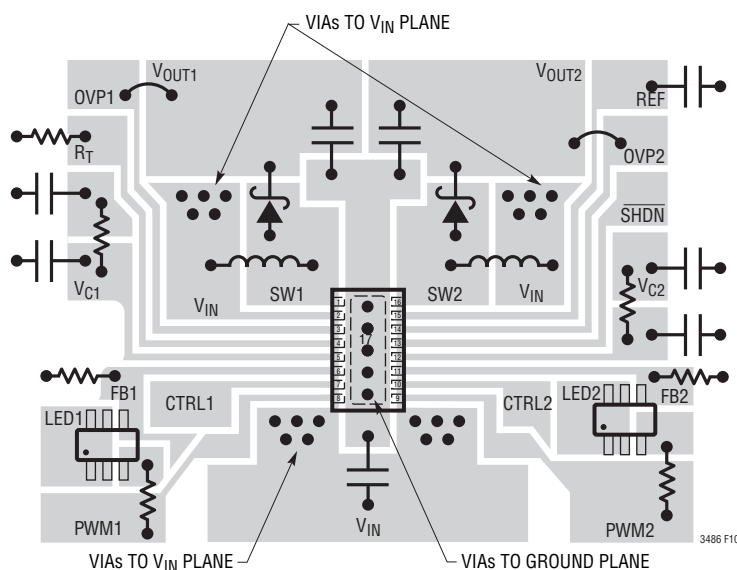 VIAs TO VIN PLANE
VOUT1
VOUT2
OVP1
REF
RT
OVP2
SHDN
VC1
VIN
SW1
SW2
VIN
VC2
1
2
3
4
5
6
7
8
17
16
15
14
13
12
11
10
9
FB1
CTRL1
CTRL2
LED2
FB2
LED1
PWM1
VIN
PWM2
3486 F10
VIAs TO VIN PLANE
VIAs TO GROUND PLANE